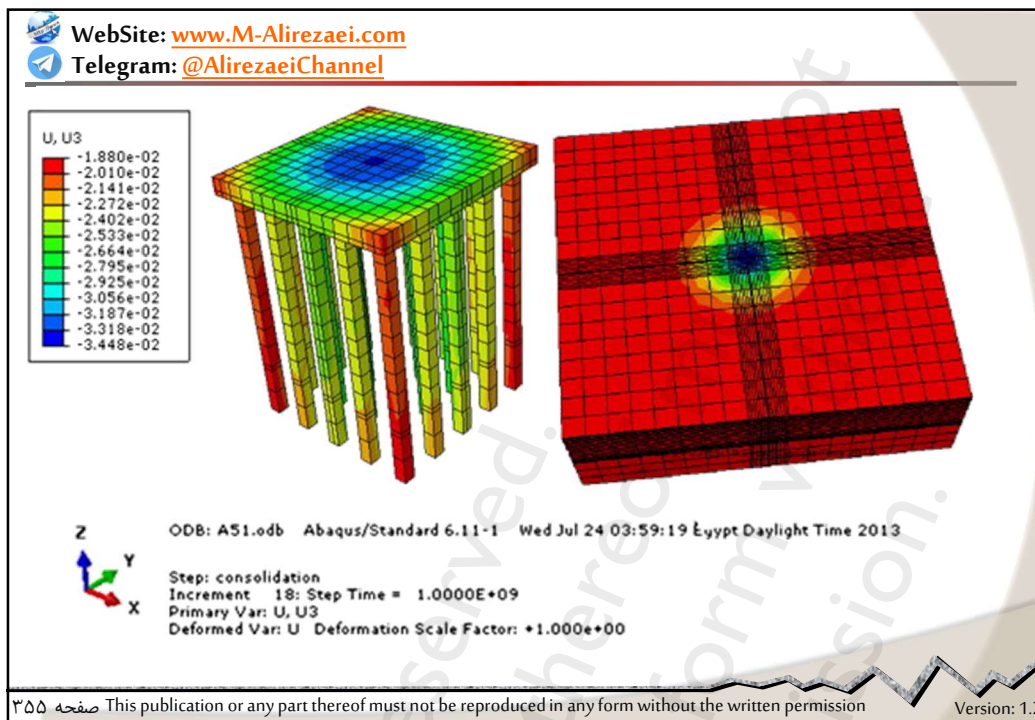 WebSite: www.M-Alirezaei.com
Telegram: @AlirezaeiChannel
U, U3
-1.880e-02
-2.010e-02
-2.141e-02
-2.272e-02
-2.402e-02
-2.533e-02
-2.664e-02
-2.795e-02
-2.925e-02
-3.056e-02
-3.187e-02
-3.318e-02
-3.448e-02
Z
Y
X
ODB: A51.odb Abaqus/Standard 6.11-1 Wed Jul 24 03:59:19 Egypt Daylight Time 2013
Step: consolidation
Increment 18: Step Time = 1.0000E+09
Primary Var: U, U3
Deformed Var: U Deformation Scale Factor: +1.000e+00
صفحه ۳۵۵ This publication or any part thereof must not be reproduced in any form without the written permission
Version: 1.